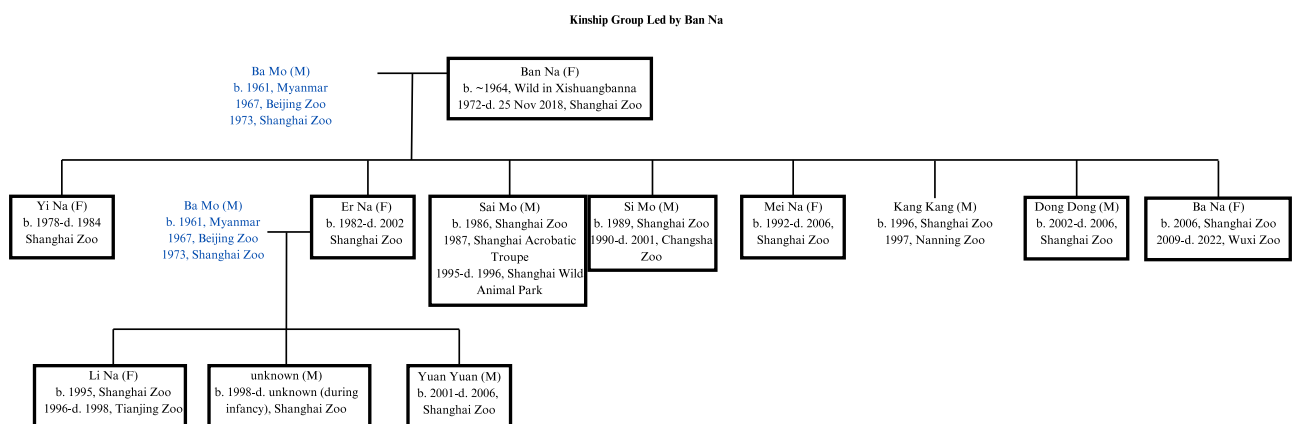 Kinship Group Led by Ban Na
Ba Mo (M)
b. 1961, Myanmar
1967, Beijing Zoo
1973, Shanghai Zoo
Ban Na (F)
b. ~1964, Wild in Xishuangbanna
1972-d. 25 Nov 2018, Shanghai Zoo
Yi Na (F)
b. 1978-d. 1984
Shanghai Zoo
Ba Mo (M)
b. 1961, Myanmar
1967, Beijing Zoo
1973, Shanghai Zoo
Er Na (F)
b. 1982-d. 2002
Shanghai Zoo
Sai Mo (M)
b. 1986, Shanghai Zoo
1987, Shanghai Acrobatic
Troupe
1995-d. 1996, Shanghai Wild
Animal Park
Si Mo (M)
b. 1989, Shanghai Zoo
1990-d. 2001, Changsha
Zoo
Mei Na (F)
b. 1992-d. 2006,
Shanghai Zoo
Kang Kang (M)
b. 1996, Shanghai Zoo
1997, Nanning Zoo
Dong Dong (M)
b. 2002-d. 2006,
Shanghai Zoo
Ba Na (F)
b. 2006, Shanghai Zoo
2009-d. 2022, Wuxi Zoo
Li Na (F)
b. 1995, Shanghai Zoo
1996-d. 1998, Tianjing Zoo
unknown (M)
b. 1998-d. unknown (during
infancy), Shanghai Zoo
Yuan Yuan (M)
b. 2001-d. 2006,
Shanghai Zoo